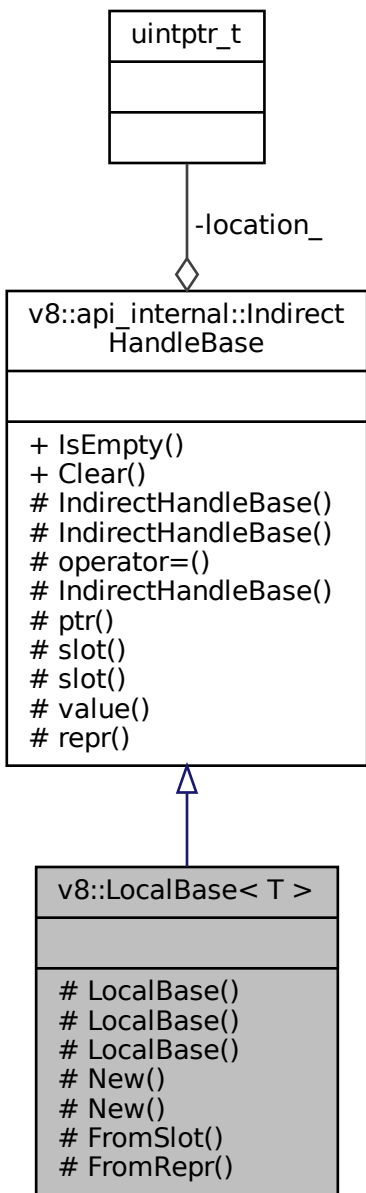 uintptr_t
-location_
v8::api_internal::Indirect
HandleBase
+ IsEmpty()
+ Clear()
# IndirectHandleBase()
# IndirectHandleBase()
# operator=()
# IndirectHandleBase()
# ptr()
# slot()
# slot()
# value()
# repr()
v8::LocalBase< T >
# LocalBase()
# LocalBase()
# LocalBase()
# New()
# New()
# FromSlot()
# FromRepr()